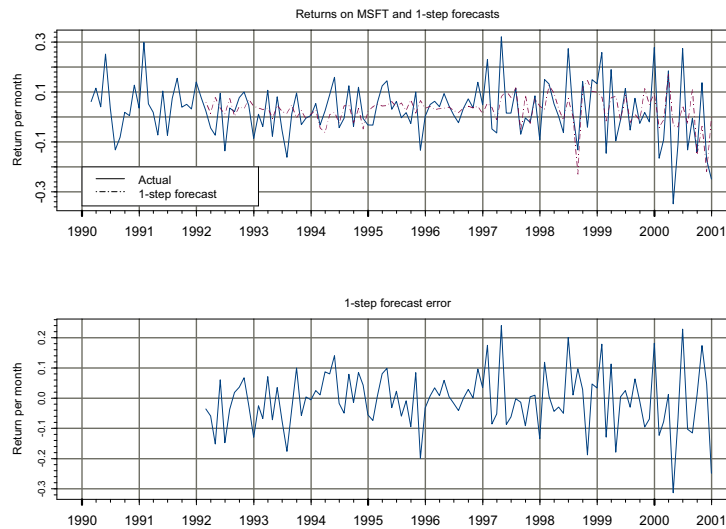 Returns on MSFT and 1-step forecasts
Return per month
0.3
0.1
-0.1
-0.3
Actual
1-step forecast
1990 1991 1992 1993 1994 1995 1996 1997 1998 1999 2000 2001
1-step forecast error
Return per month
0.2
0.1
0.0
-0.1
-0.2
-0.3
1990 1991 1992 1993 1994 1995 1996 1997 1998 1999 2000 2001